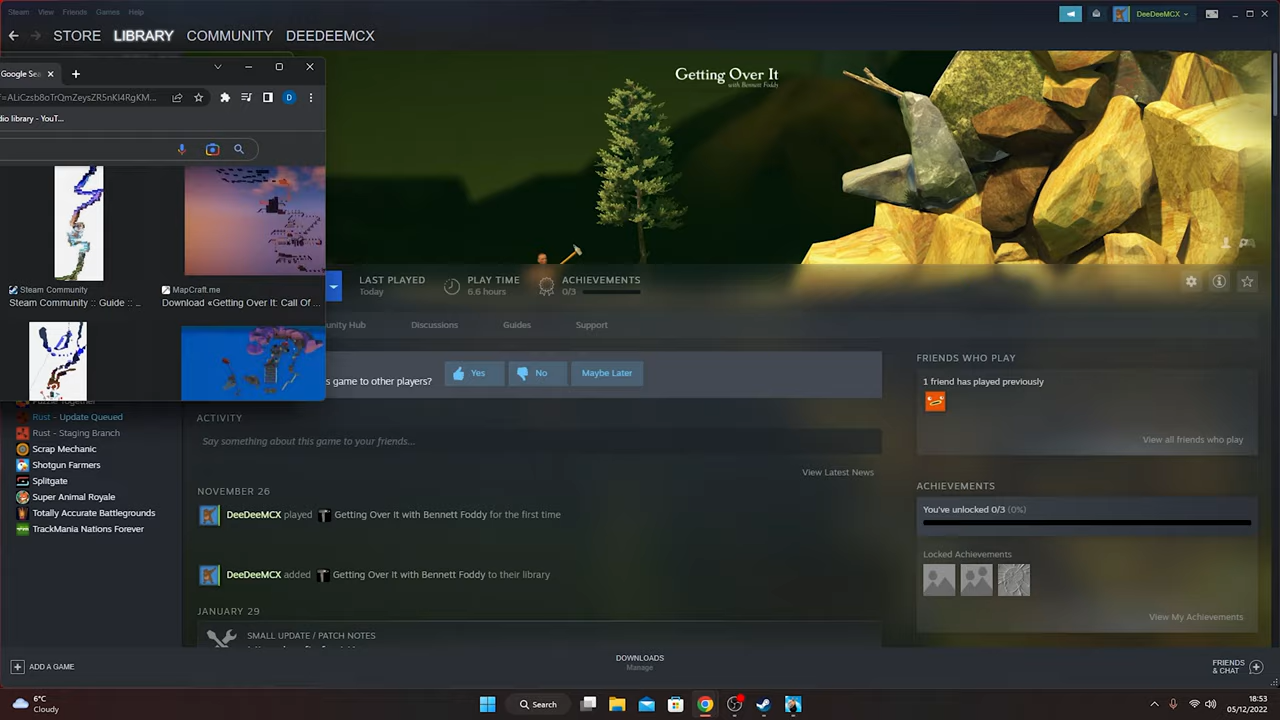 Steam View Friends Games Help
DeeDeeMCX
STORE LIBRARY COMMUNITY DEEDEEMCX
Google Sea
=ALiCzsb8oTrQmZeysZR5nKI4RgKM...
D
dio library - YouT...
Steam Community
Steam Community :: Guide :: ...
MapCraft.me
Download «Getting Over It: Call Of ...
Getting Over It
with Bennett Foddy
LAST PLAYED
Today
PLAY TIME
6.6 hours
ACHIEVEMENTS
0/3
unity Hub Discussions Guides Support
s game to other players?
Yes
No
Maybe Later
ACTIVITY
Say something about this game to your friends...
View Latest News
NOVEMBER 26
DeeDeeMCX played Getting Over It with Bennett Foddy for the first time
DeeDeeMCX added Getting Over It with Bennett Foddy to their library
JANUARY 29
SMALL UPDATE / PATCH NOTES
FRIENDS WHO PLAY
1 friend has played previously
View all friends who play
ACHIEVEMENTS
You've unlocked 0/3 (0%)
Locked Achievements
View My Achievements
Rust - Update Queued
Rust - Staging Branch
Scrap Mechanic
Shotgun Farmers
Splitgate
Super Animal Royale
Totally Accurate Battlegrounds
TrackMania Nations Forever
ADD A GAME
DOWNLOADS
Manage
FRIENDS
& CHAT
6°C
Cloudy
Search
18:53
05/12/2022